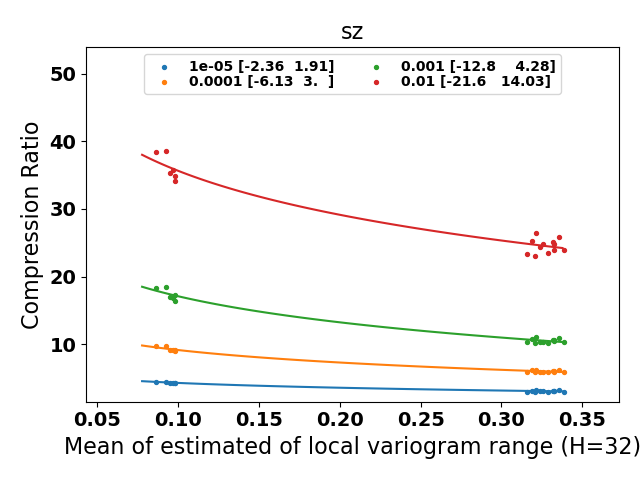 sz
1e-05 [-2.36 1.91]
0.0001 [-6.13 3. ]
0.001 [-12.8 4.28]
0.01 [-21.6 14.03]
Compression Ratio
50
40
30
20
10
0.05 0.10 0.15 0.20 0.25 0.30 0.35
Mean of estimated of local variogram range (H=32)